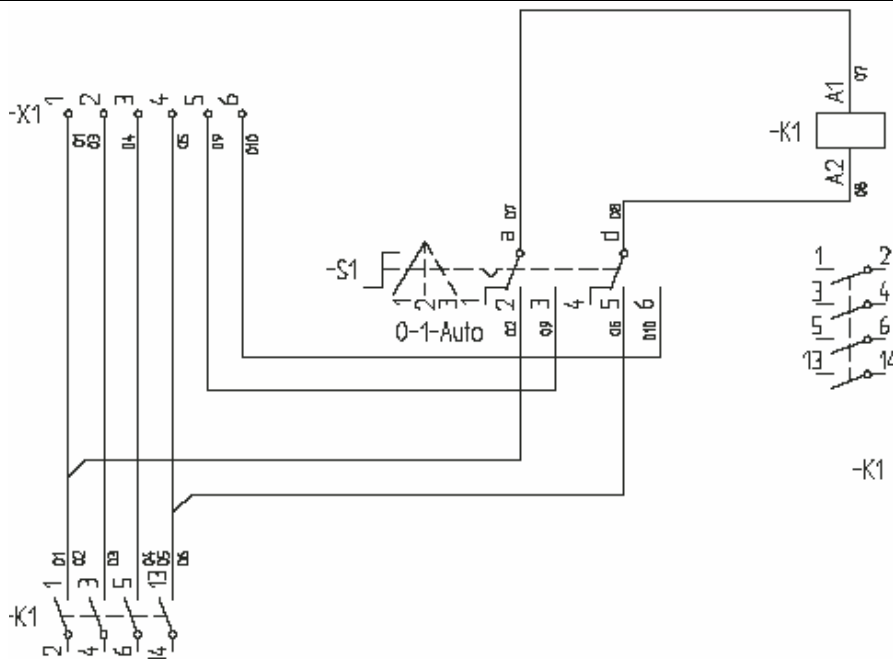 1 2 3 4 5 6
-X1
01 03 04 05 09 010
A1 07
-K1
A2 08
a 07 d 08
-S1
1 2 3 1 2 3 4 5 6
0-1-Auto
02 09 06 010
1 2
3 4
5 6
13 14
-K1
01 02 03 04 05 06
1 3 5 13
-K1
2 4 6 14